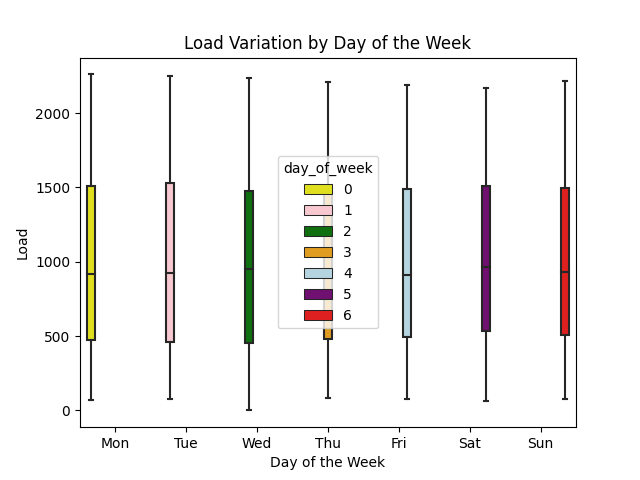 Load Variation by Day of the Week
2000
1500
1000
500
0
Load
day_of_week
0
1
2
3
4
5
6
Mon Tue Wed Thu Fri Sat Sun
Day of the Week